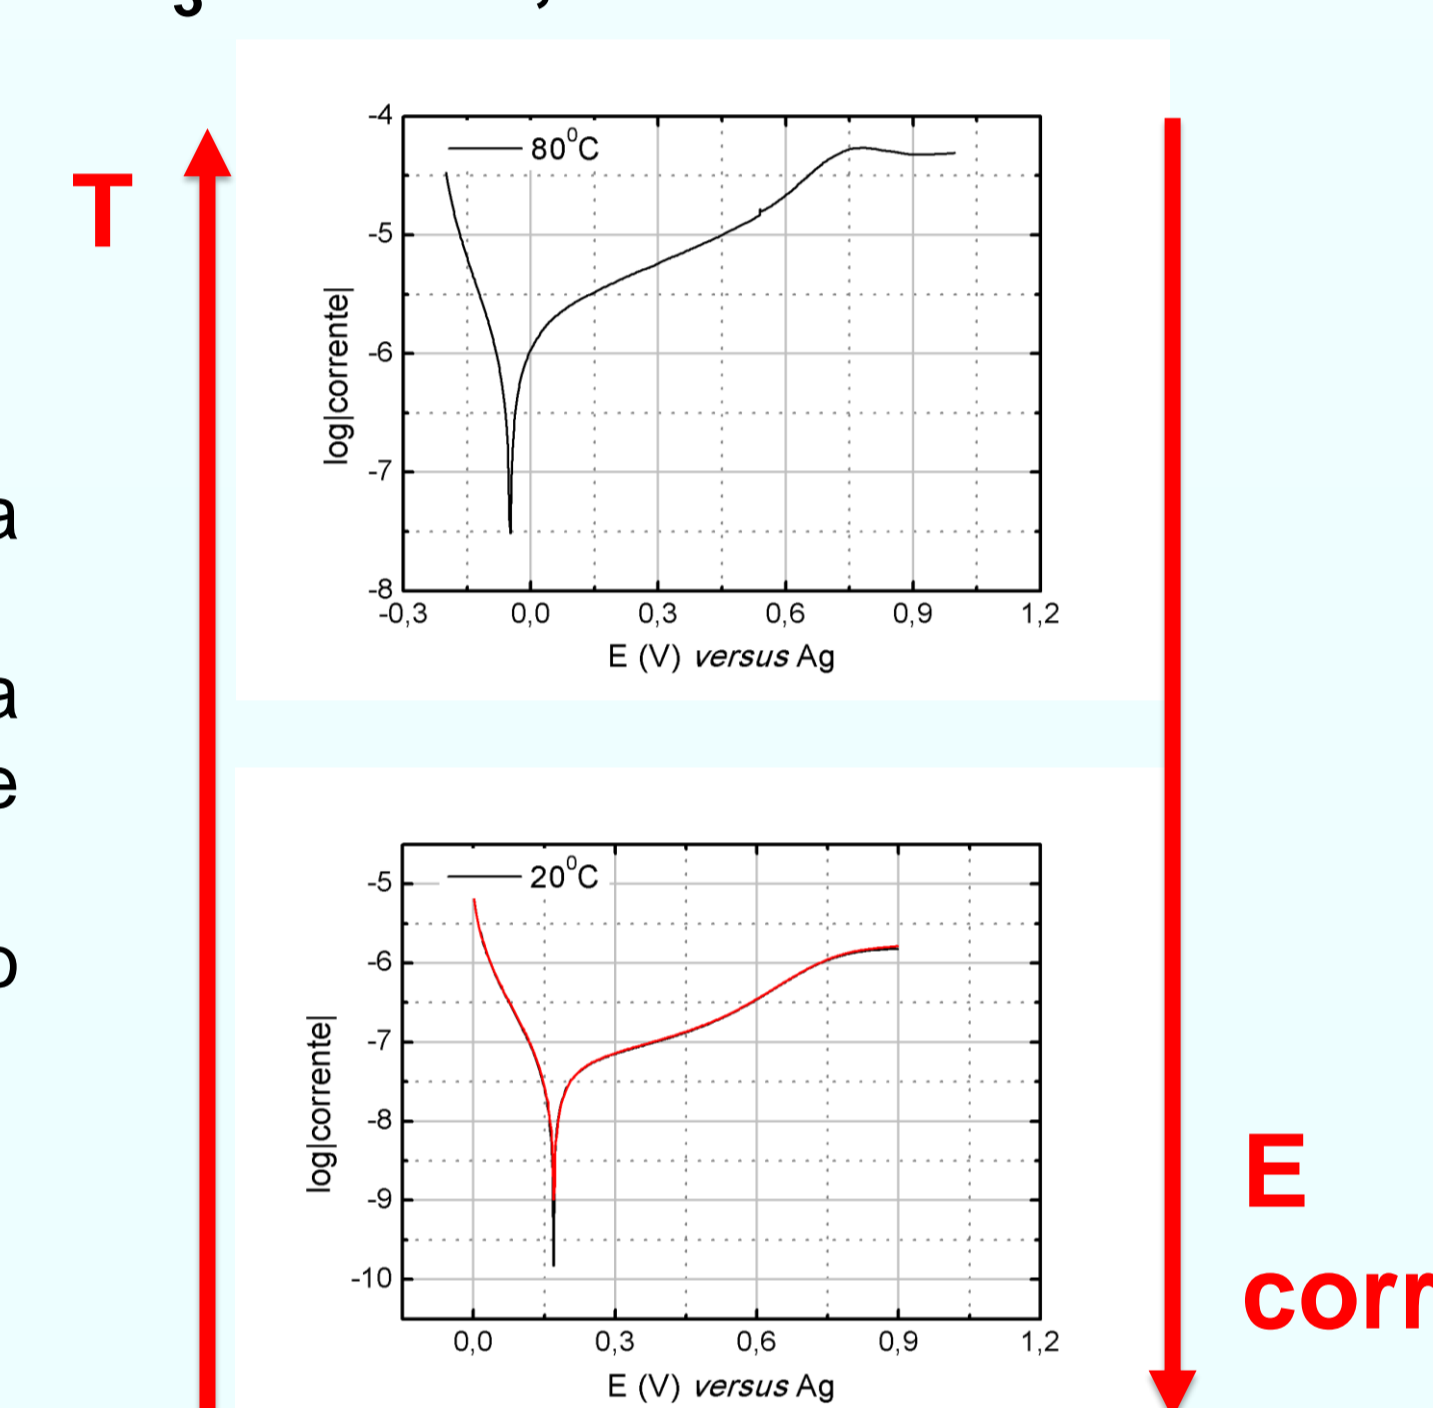 3
,
T
a
a
e
o
-4
80⁰C
-5
-6
-7
-8
log|corrente|
-0,3 0,0 0,3 0,6 0,9 1,2
E (V) versus Ag
20⁰C
-5
-6
-7
-8
-9
-10
log|corrente|
0,0 0,3 0,6 0,9 1,2
E (V) versus Ag
E
corr